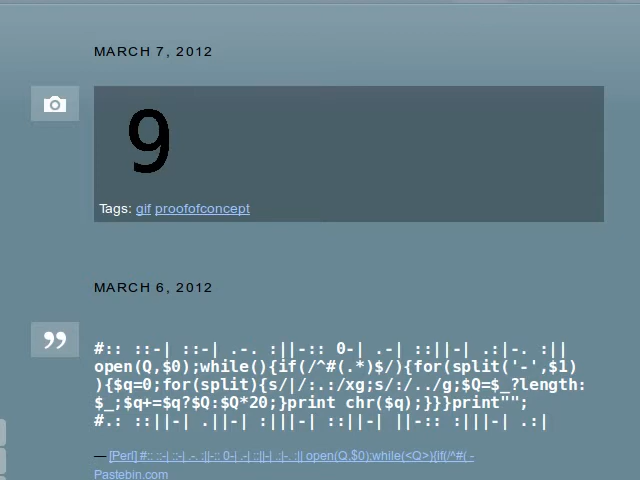 MARCH 7, 2012
9
Tags: gif proofofconcept
MARCH 6, 2012
#:: ::-| ::-| .-. :||-:: 0-| .-| ::||-| .:|-. :||
open(Q,$0);while(){if(/^#(.*)$/){for(split('-',$1)
){$q=0;for(split){s/|/:.:/xg;s/:/../g;$Q=$_?length:
$_;$q+=$q?$Q:$Q*20;}print chr($q);}}}print"";
#.: ::||-| .||-| :|||-| ::||-| ||-:: :|||-| .:|
— [Perl] #:: ::-| ::-| .-. :||-:: 0-| .-| ::||-| .:|-. :|| open(Q,$0);while(<Q>){if(/^#( -
Pastebin.com